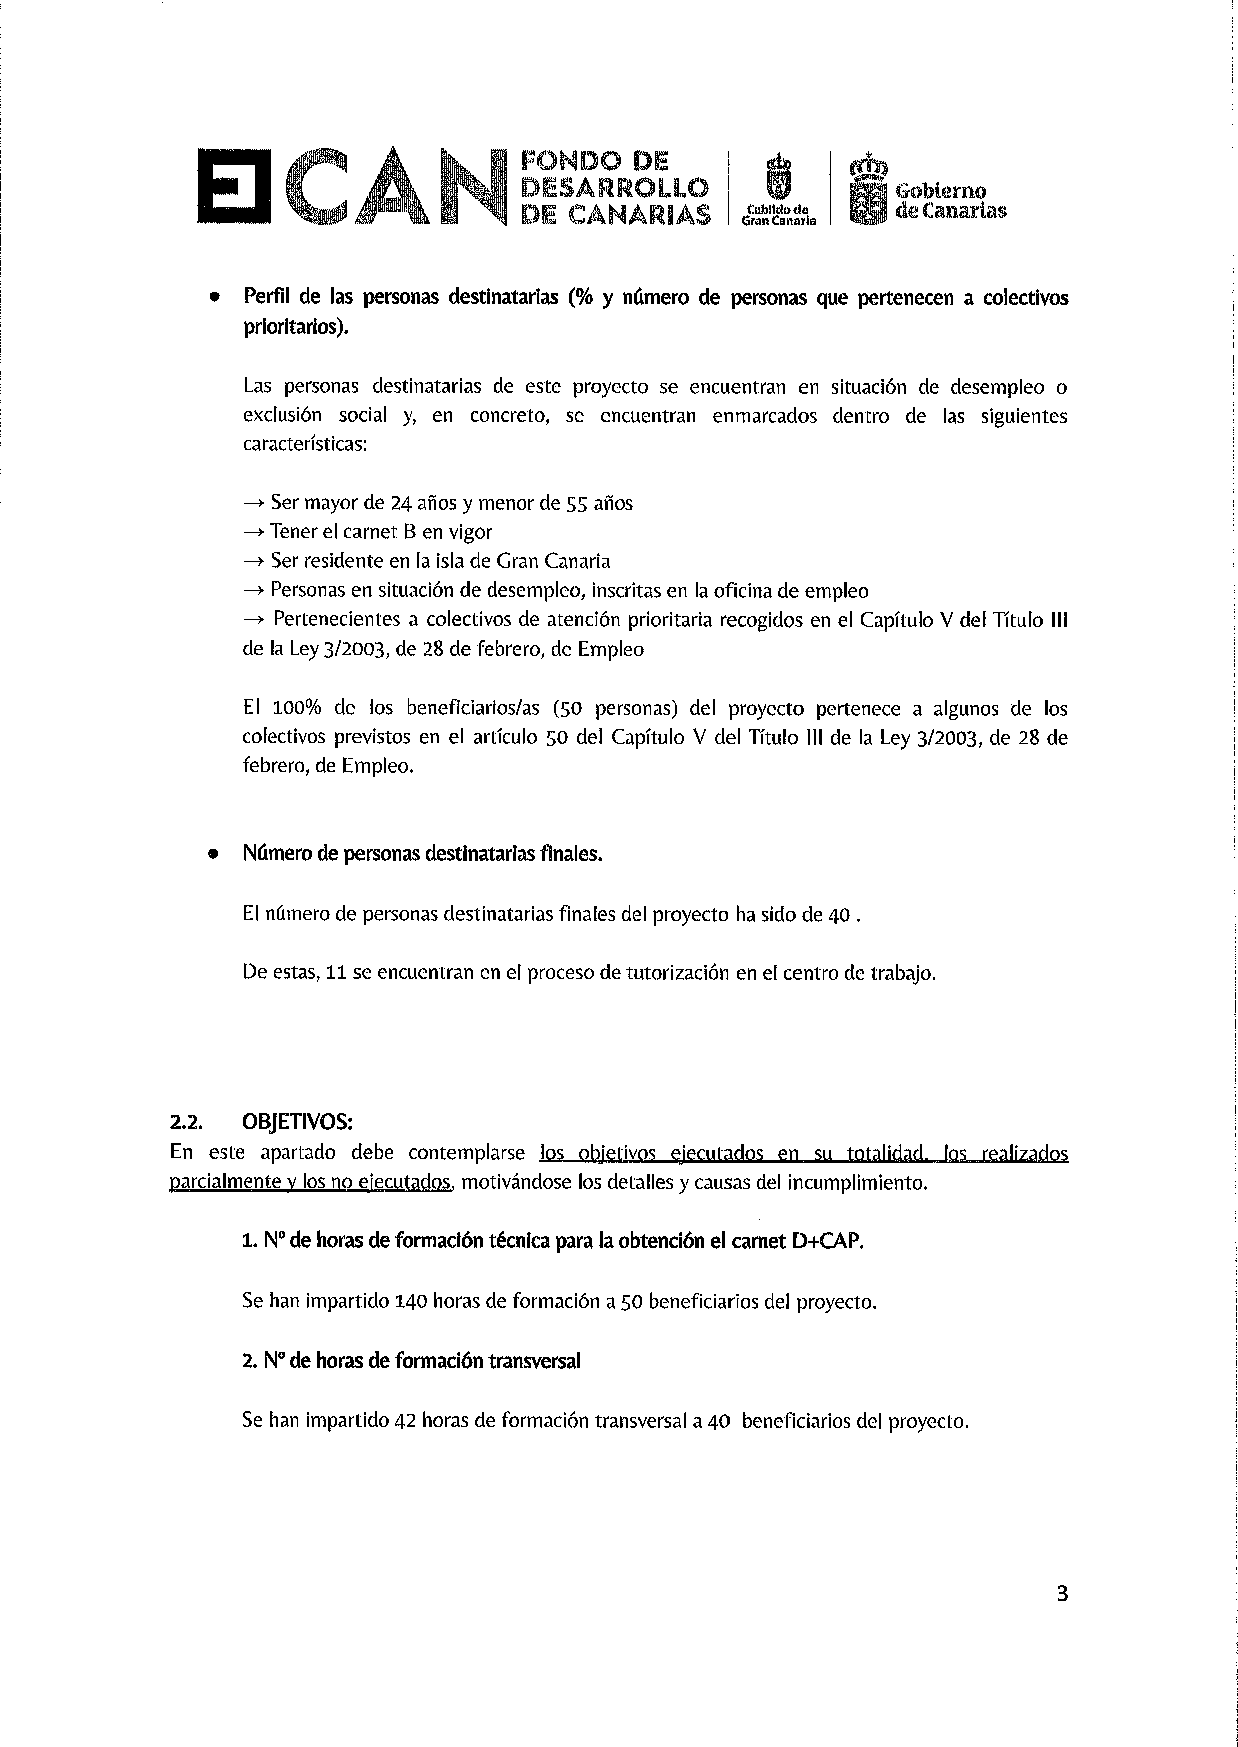 FDCAN FONDO DE
DESARROLLO
DE CANARIAS
Cabildo de
Gran Canaria
Gobierno
de Canarias
• Perfil de las personas destinatarias (% y número de personas que pertenecen a colectivos
prioritarios).
Las personas destinatarias de este proyecto se encuentran en situación de desempleo o
exclusión social y, en concreto, se encuentran enmarcados dentro de las siguientes
características:
→ Ser mayor de 24 años y menor de 55 años
→ Tener el carnet B en vigor
→ Ser residente en la isla de Gran Canaria
→ Personas en situación de desempleo, inscritas en la oficina de empleo
→ Pertenecientes a colectivos de atención prioritaria recogidos en el Capítulo V del Título III
de la Ley 3/2003, de 28 de febrero, de Empleo
El 100% de los beneficiarios/as (50 personas) del proyecto pertenece a algunos de los
colectivos previstos en el artículo 50 del Capítulo V del Título III de la Ley 3/2003, de 28 de
febrero, de Empleo.
• Número de personas destinatarias finales.
El número de personas destinatarias finales del proyecto ha sido de 40 .
De estas, 11 se encuentran en el proceso de tutorización en el centro de trabajo.
2.2. OBJETIVOS:
En este apartado debe contemplarse los objetivos ejecutados en su totalidad, los realizados
parcialmente y los no ejecutados, motivándose los detalles y causas del incumplimiento.
1. Nº de horas de formación técnica para la obtención el carnet D+CAP.
Se han impartido 140 horas de formación a 50 beneficiarios del proyecto.
2. Nº de horas de formación transversal
Se han impartido 42 horas de formación transversal a 40 beneficiarios del proyecto.
3